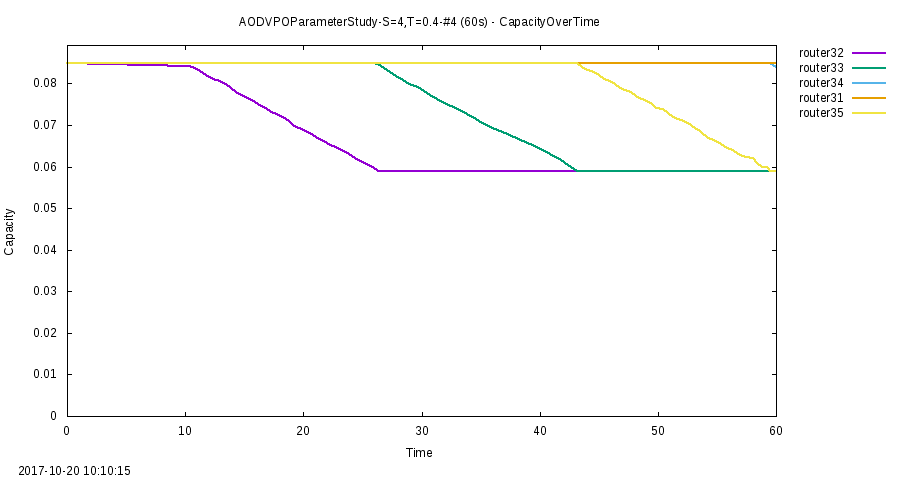 AODVPOParameterStudy-S=4,T=0.4-#4 (60s) - CapacityOverTime
router32
router33
router34
router31
router35
0.08
0.07
0.06
0.05
0.04
0.03
0.02
0.01
0
Capacity
0 10 20 30 40 50 60
Time
2017-10-20 10:10:15